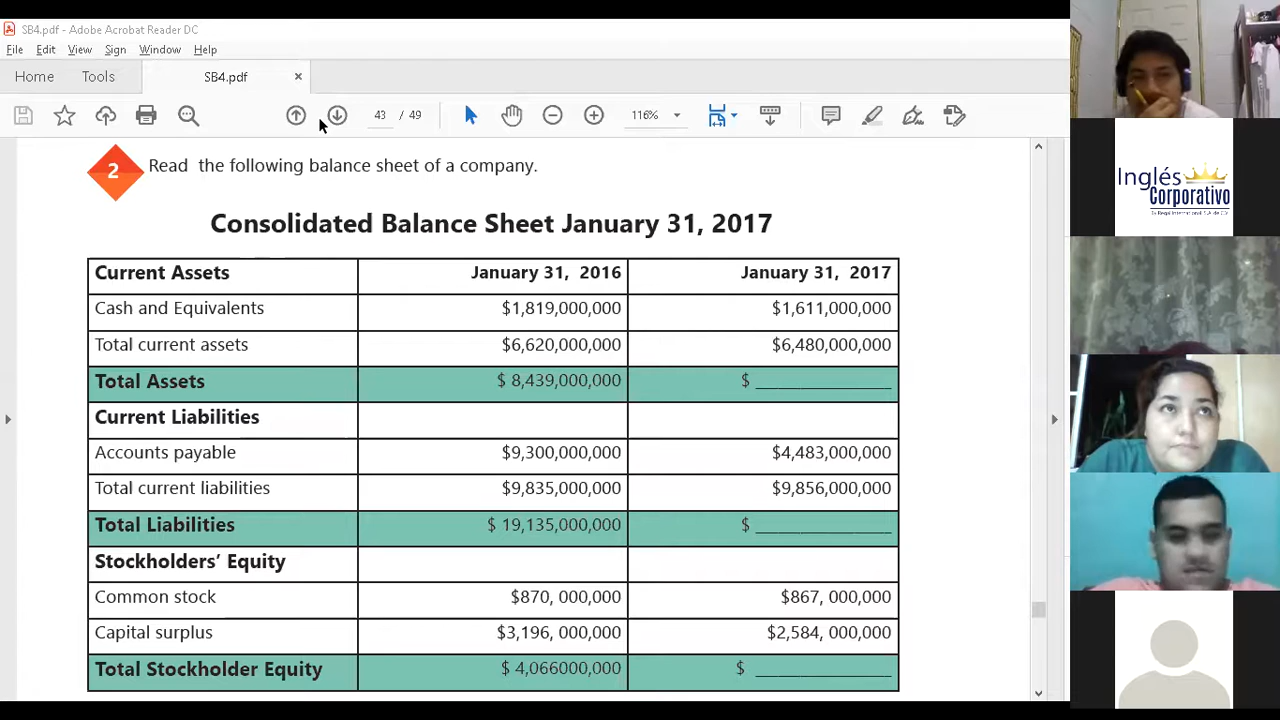 SB4.pdf - Adobe Acrobat Reader DC
File Edit View Sign Window Help
Home Tools SB4.pdf ×
43 / 49 116%
2 Read the following balance sheet of a company.
Consolidated Balance Sheet January 31, 2017
Current Assets January 31, 2016 January 31, 2017
Cash and Equivalents $1,819,000,000 $1,611,000,000
Total current assets $6,620,000,000 $6,480,000,000
Total Assets $ 8,439,000,000 $ ______________
Current Liabilities
Accounts payable $9,300,000,000 $4,483,000,000
Total current liabilities $9,835,000,000 $9,856,000,000
Total Liabilities $ 19,135,000,000 $ ______________
Stockholders’ Equity
Common stock $870, 000,000 $867, 000,000
Capital surplus $3,196, 000,000 $2,584, 000,000
Total Stockholder Equity $ 4,066000,000 $ ______________
Inglés
Corporativo